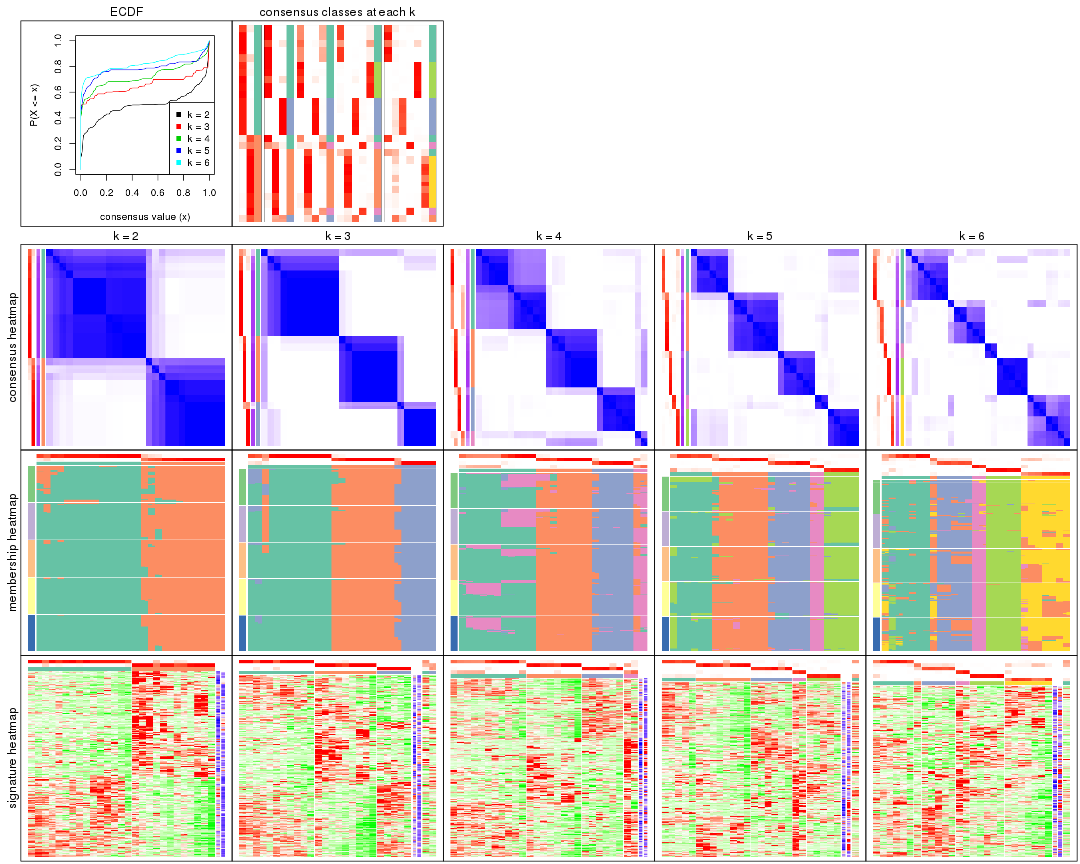 ECDF
consensus classes at each k
P(X <= x)
0.0 0.2 0.4 0.6 0.8 1.0
k = 2
k = 3
k = 4
k = 5
k = 6
0.0 0.2 0.4 0.6 0.8 1.0
consensus value (x)
k = 2
k = 3
k = 4
k = 5
k = 6
consensus heatmap
membership heatmap
signature heatmap